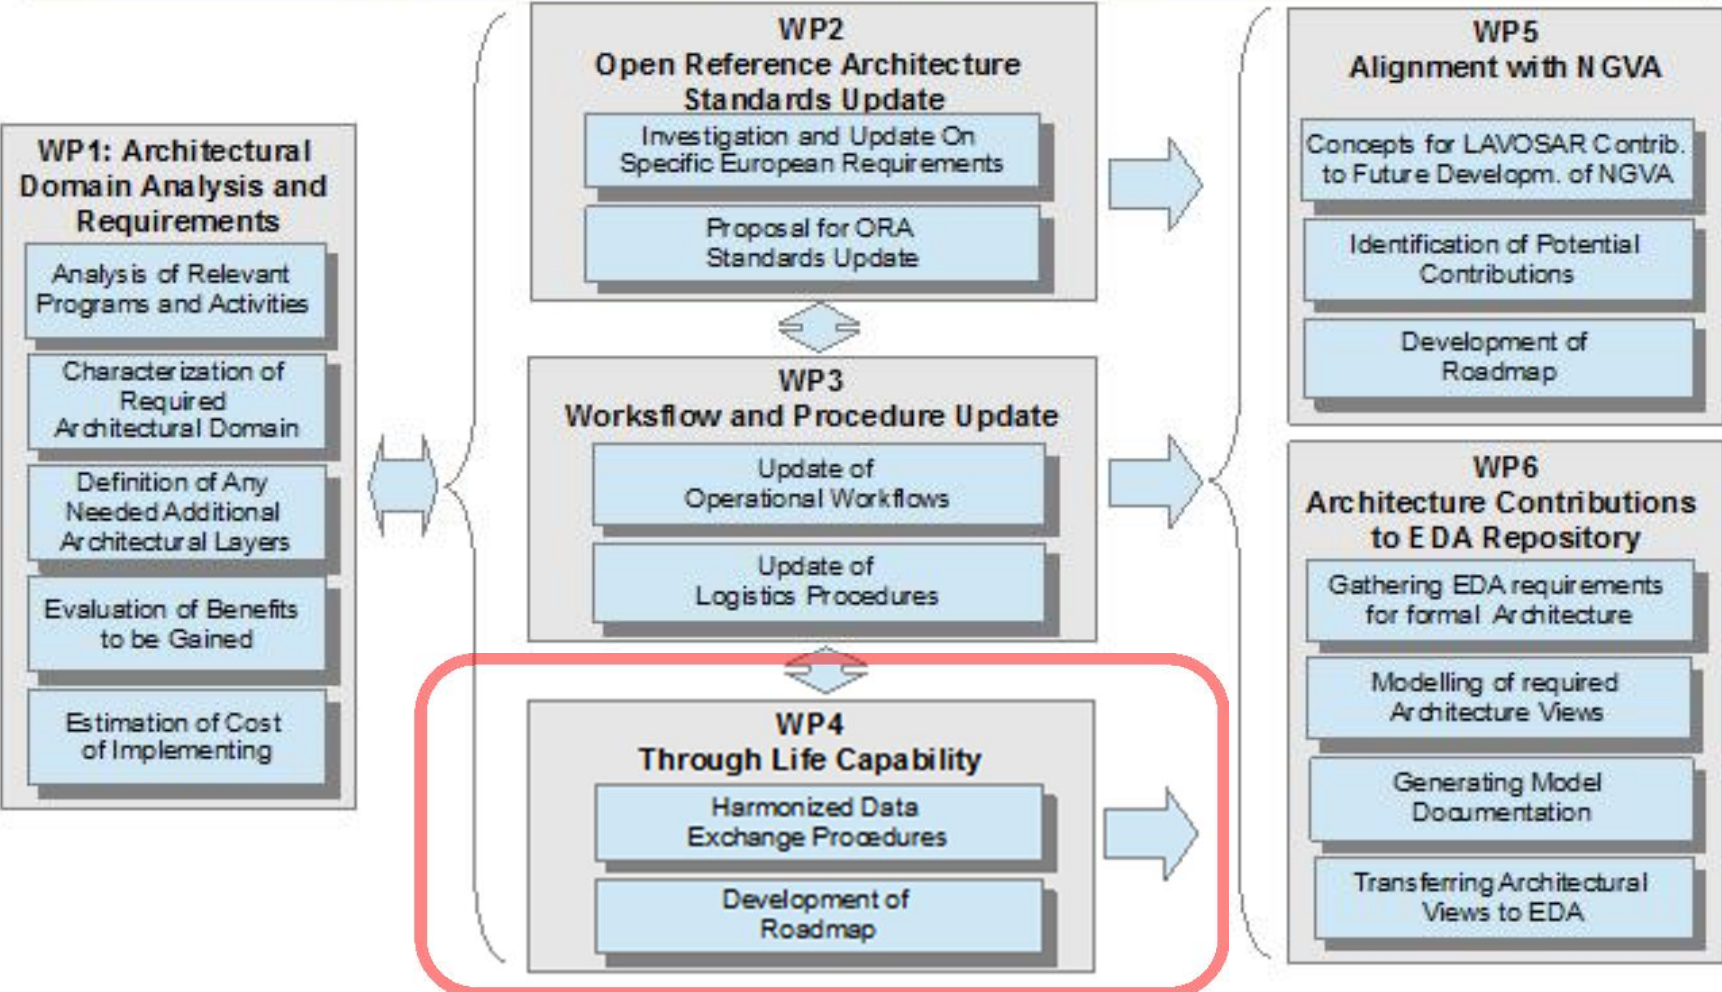 WP1: Architectural
Domain Analysis and
Requirements
Analysis of Relevant
Programs and Activities
Characterization of
Required
Architectural Domain
Definition of Any
Needed Additional
Architectural Layers
Evaluation of Benefits
to be Gained
Estimation of Cost
of Implementing
WP2
Open Reference Architecture
Standards Update
Investigation and Update On
Specific European Requirements
Proposal for ORA
Standards Update
WP3
Worksflow and Procedure Update
Update of
Operational Workflows
Update of
Logistics Procedures
WP4
Through Life Capability
Harmonized Data
Exchange Procedures
Development of
Roadmap
WP5
Alignment with NGVA
Concepts for LAVOSAR Contrib.
to Future Developm. of NGVA
Identification of Potential
Contributions
Development of
Roadmap
WP6
Architecture Contributions
to EDA Repository
Gathering EDA requirements
for formal Architecture
Modelling of required
Architecture Views
Generating Model
Documentation
Transferring Architectural
Views to EDA